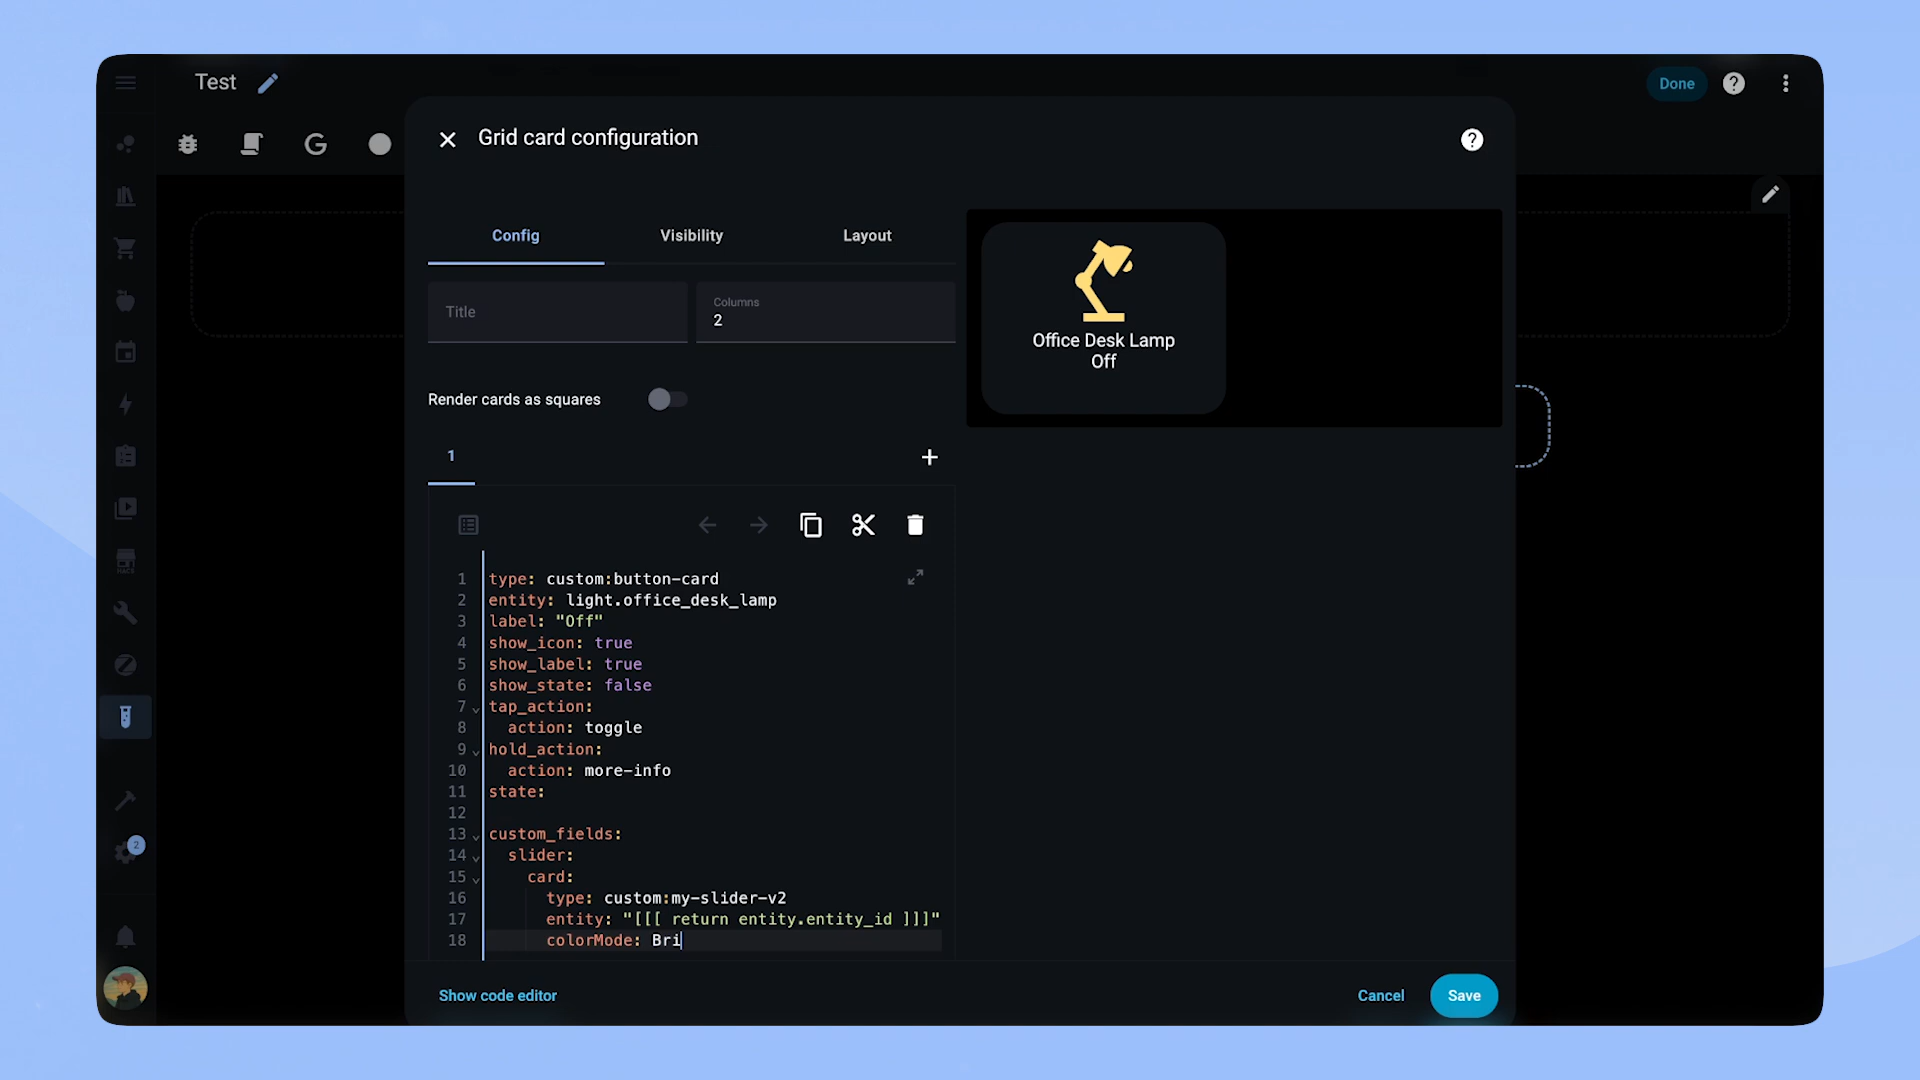 Test
Done
Grid card configuration
Config
Visibility
Layout
Title
Columns
2
Office Desk Lamp
Off
Render cards as squares
1
1 type: custom:button-card
2 entity: light.office_desk_lamp
3 label: "Off"
4 show_icon: true
5 show_label: true
6 show_state: false
7 tap_action:
8 action: toggle
9 hold_action:
10 action: more-info
11 state:
12
13 custom_fields:
14 slider:
15 card:
16 type: custom:my-slider-v2
17 entity: "[[[ return entity.entity_id ]]]"
18 colorMode: Bri
HACS
2
Show code editor
Cancel
Save